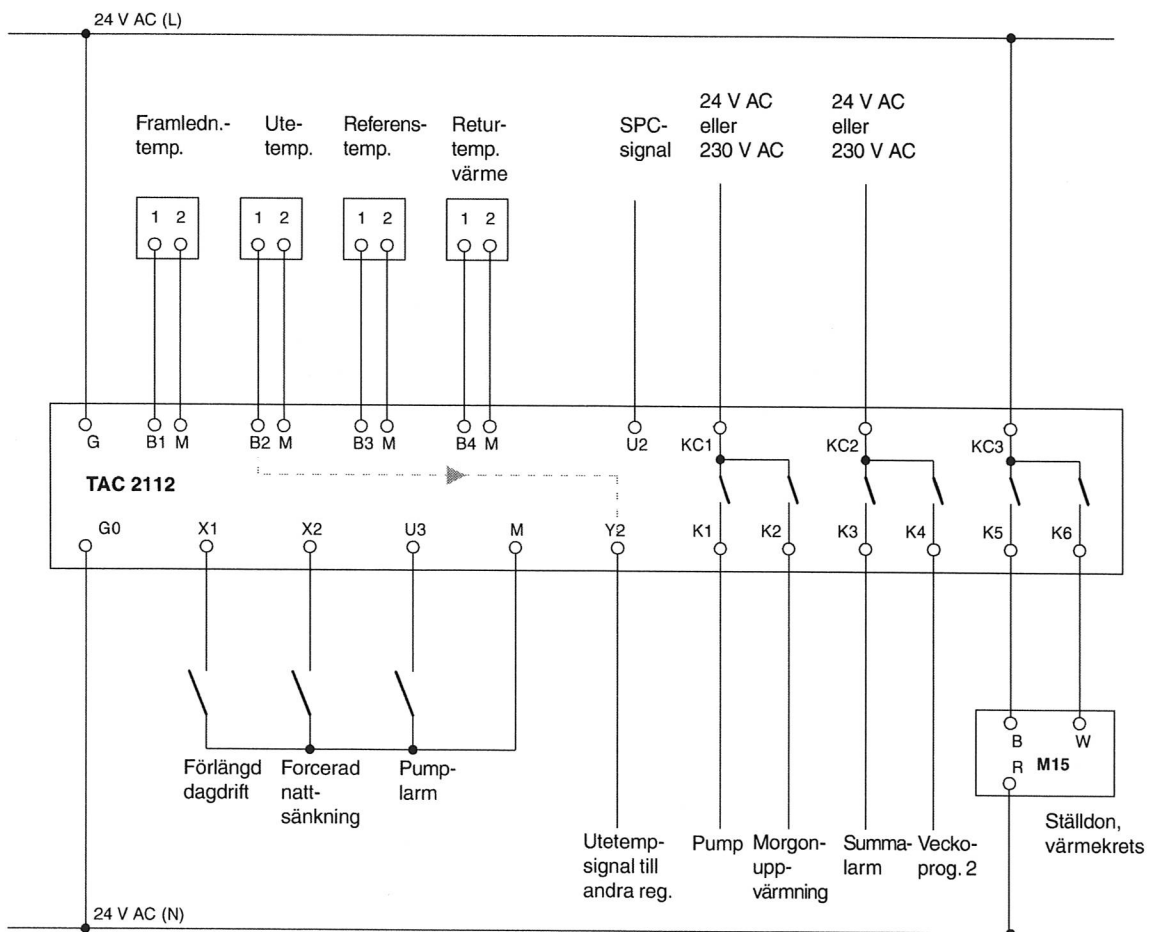 24 V AC (L)
Framledn.-
temp.
Ute-
temp.
Referens-
temp.
Retur-
temp.
värme
SPC-
signal
24 V AC
eller
230 V AC
24 V AC
eller
230 V AC
1 2
1 2
1 2
1 2
G
B1 M
B2 M
B3 M
B4 M
U2
KC1
KC2
KC3
TAC 2112
G0
X1
X2
U3
M
Y2
K1
K2
K3
K4
K5
K6
Förlängd
dagdrift
Forcerad
natt-
sänkning
Pump-
larm
Utetemp-
signal till
andra reg.
Pump
Morgon-
upp-
värmning
Summa-
larm
Vecko-
prog. 2
B
W
R
M15
Ställdon,
värmekrets
24 V AC (N)